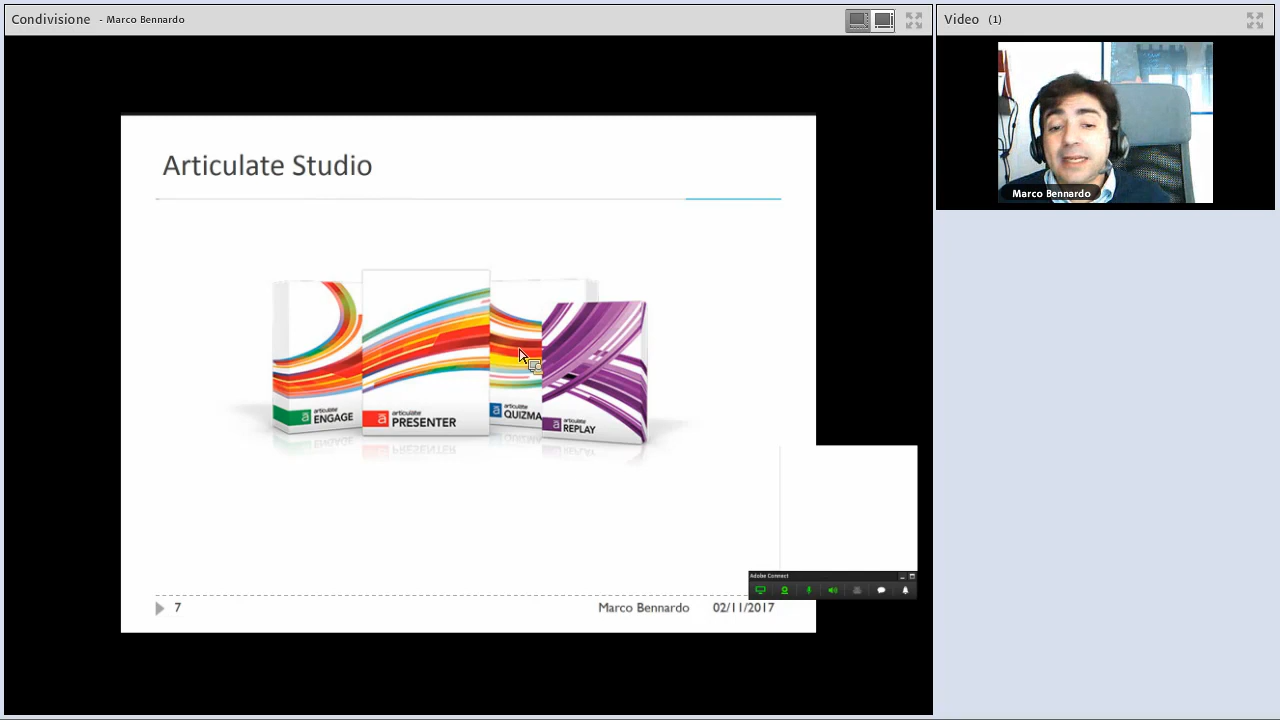 Condivisione - Marco Bennardo
Video (1)
Marco Bennardo
Articulate Studio
articulate
ENGAGE
articulate
PRESENTER
articulate
QUIZMA
articulate
REPLAY
Adobe Connect
7
Marco Bennardo
02/11/2017